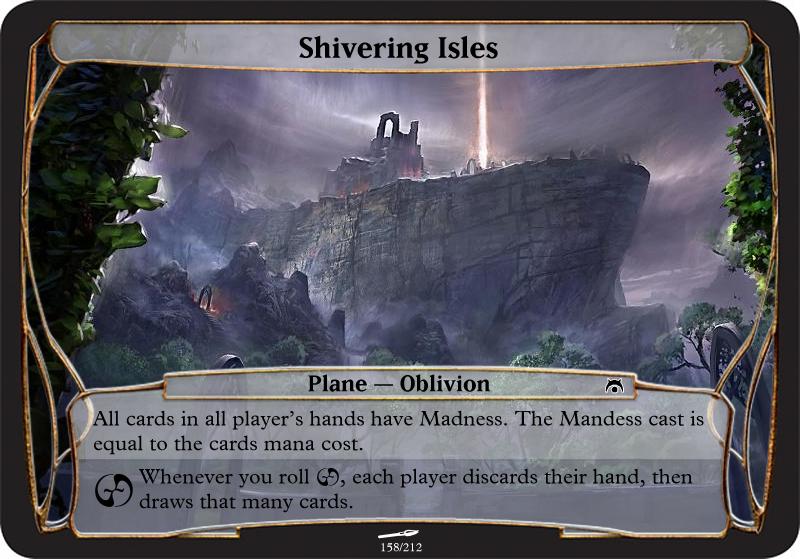 Shivering Isles
Plane — Oblivion
All cards in all player's hands have Madness. The Mandess cast is
equal to the cards mana cost.
Whenever you roll , each player discards their hand, then
draws that many cards.
158/212